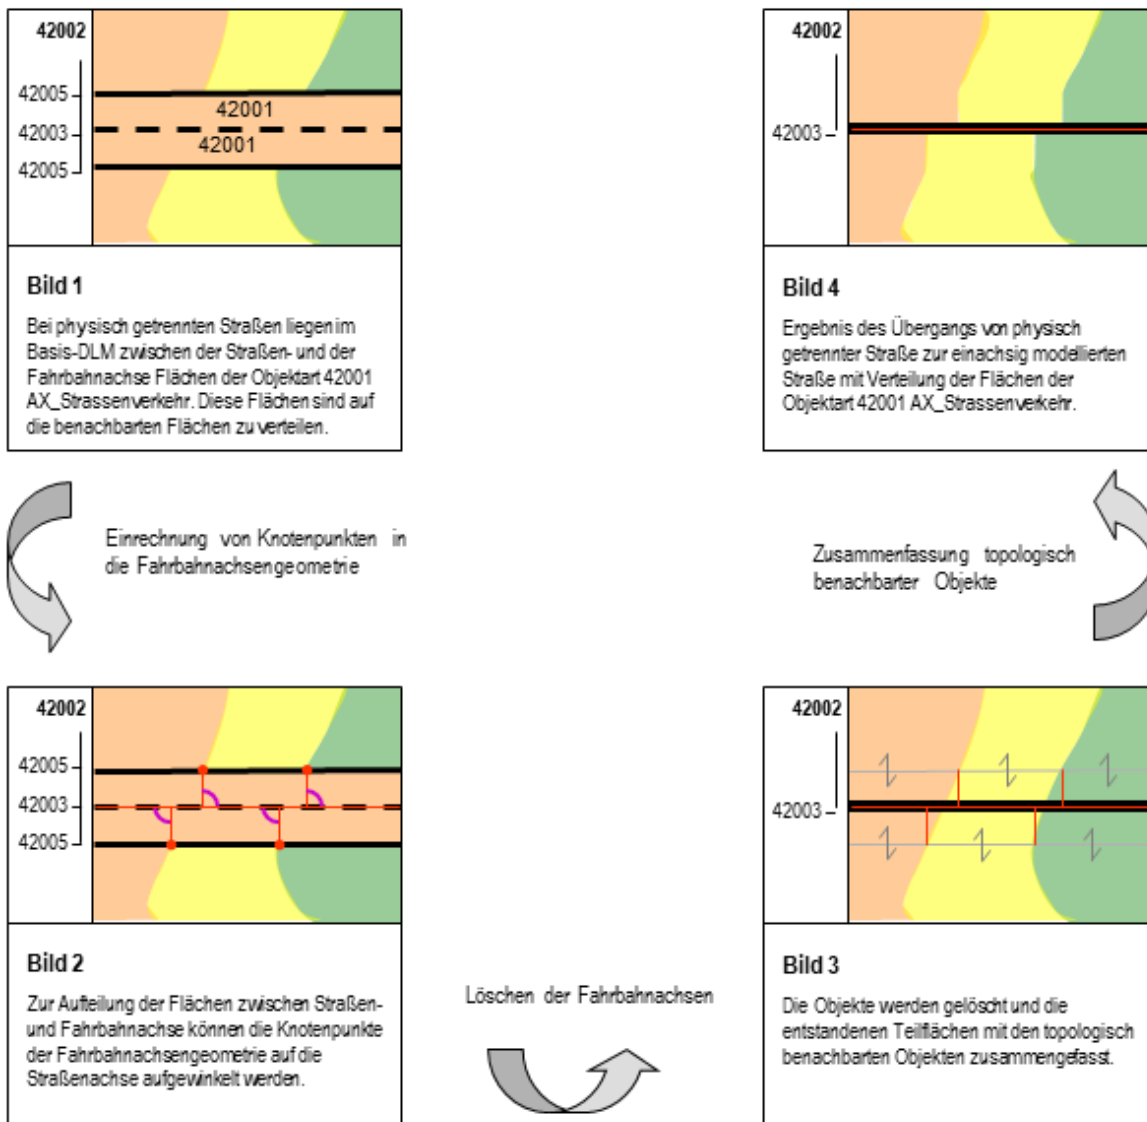 42002
42005
42001
42003
42001
42005
Bild 1
Bei physisch getrennten Straßen liegen im
Basis-DLM zwischen der Straßen- und der
Fahrbahnachse Flächen der Objektart 42001
AX_Strassenverkehr. Diese Flächen sind auf
die benachbarten Flächen zu verteilen.
Einrechnung von Knotenpunkten in
die Fahrbahnachsengeometrie
42002
42005
42003
42005
Bild 2
Zur Aufteilung der Flächen zwischen Straßen-
und Fahrbahnachse können die Knotenpunkte
der Fahrbahnachsengeometrie auf die
Straßenachse aufgewinkelt werden.
Löschen der Fahrbahnachsen
42002
42003
Bild 3
Die Objekte werden gelöscht und die
entstandenen Teilflächen mit den topologisch
benachbarten Objekten zusammengefasst.
Zusammenfassung topologisch
benachbarter Objekte
42002
42003
Bild 4
Ergebnis des Übergangs von physisch
getrennter Straße zur einachsig modellierten
Straße mit Verteilung der Flächen der
Objektart 42001 AX_Strassenverkehr.